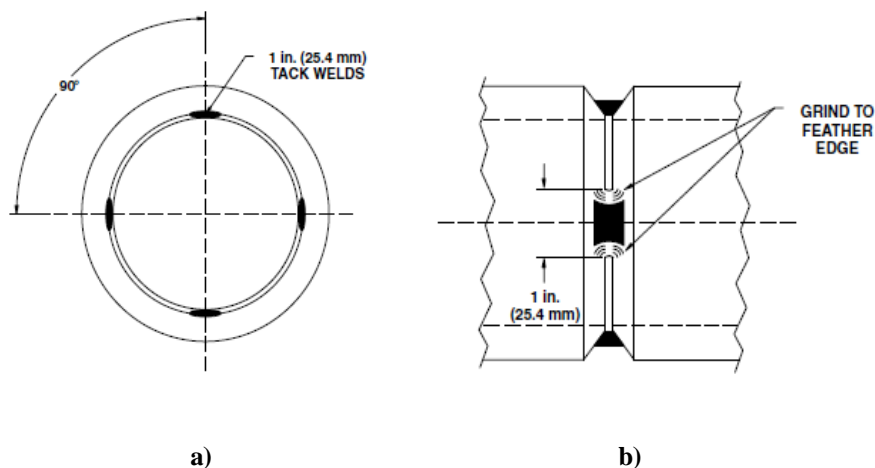 1 in. (25.4 mm)
TACK WELDS
90°
GRIND TO
FEATHER
EDGE
1 in.
(25.4 mm)
a)
b)